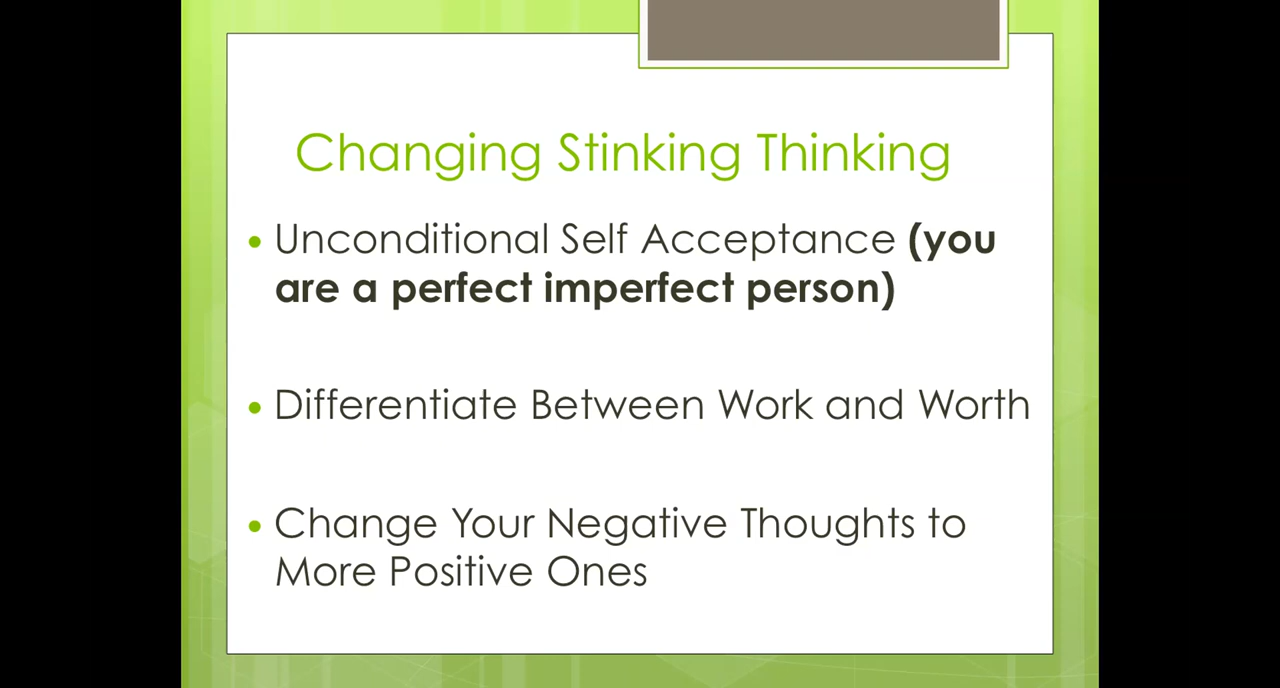 Changing Stinking Thinking
• Unconditional Self Acceptance (you
are a perfect imperfect person)
• Differentiate Between Work and Worth
• Change Your Negative Thoughts to
More Positive Ones